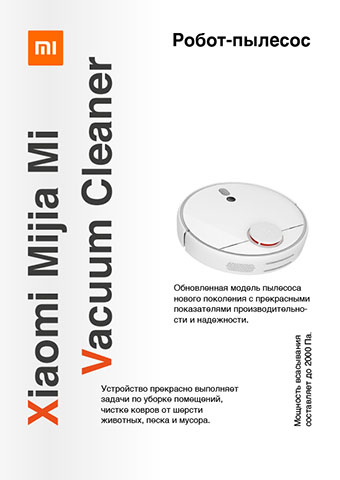 mi
Робот-пылесос
Xiaomi Mijia Mi
Vacuum Cleaner
Обновленная модель пылесоса
нового поколения с прекрасными
показателями производительно-
сти и надежности.
Мощность всасывания
составляет до 2000 Па.
Устройство прекрасно выполняет
задачи по уборке помещений,
чистке ковров от шерсти
животных, песка и мусора.